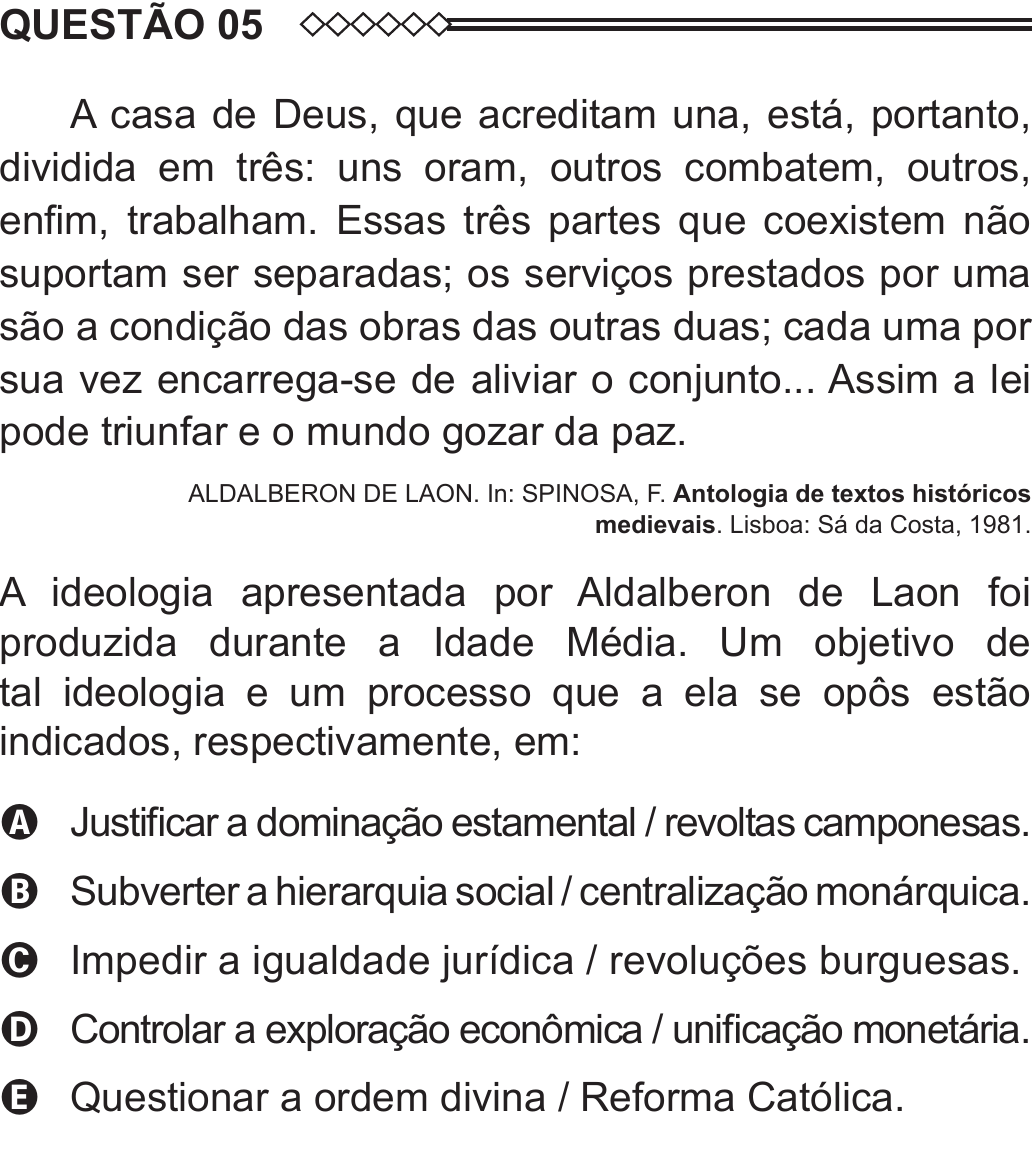 QUESTÃO 05
A casa de Deus, que acreditam una, está, portanto,
dividida em três: uns oram, outros combatem, outros,
enfim, trabalham. Essas três partes que coexistem não
suportam ser separadas; os serviços prestados por uma
são a condição das obras das outras duas; cada uma por
sua vez encarrega-se de aliviar o conjunto... Assim a lei
pode triunfar e o mundo gozar da paz.
ALDALBERON DE LAON. In: SPINOSA, F. Antologia de textos históricos
medievais. Lisboa: Sá da Costa, 1981.
A ideologia apresentada por Aldalberon de Laon foi
produzida durante a Idade Média. Um objetivo de
tal ideologia e um processo que a ela se opôs estão
indicados, respectivamente, em:
A Justificar a dominação estamental / revoltas camponesas.
B Subverter a hierarquia social / centralização monárquica.
C Impedir a igualdade jurídica / revoluções burguesas.
D Controlar a exploração econômica / unificação monetária.
E Questionar a ordem divina / Reforma Católica.